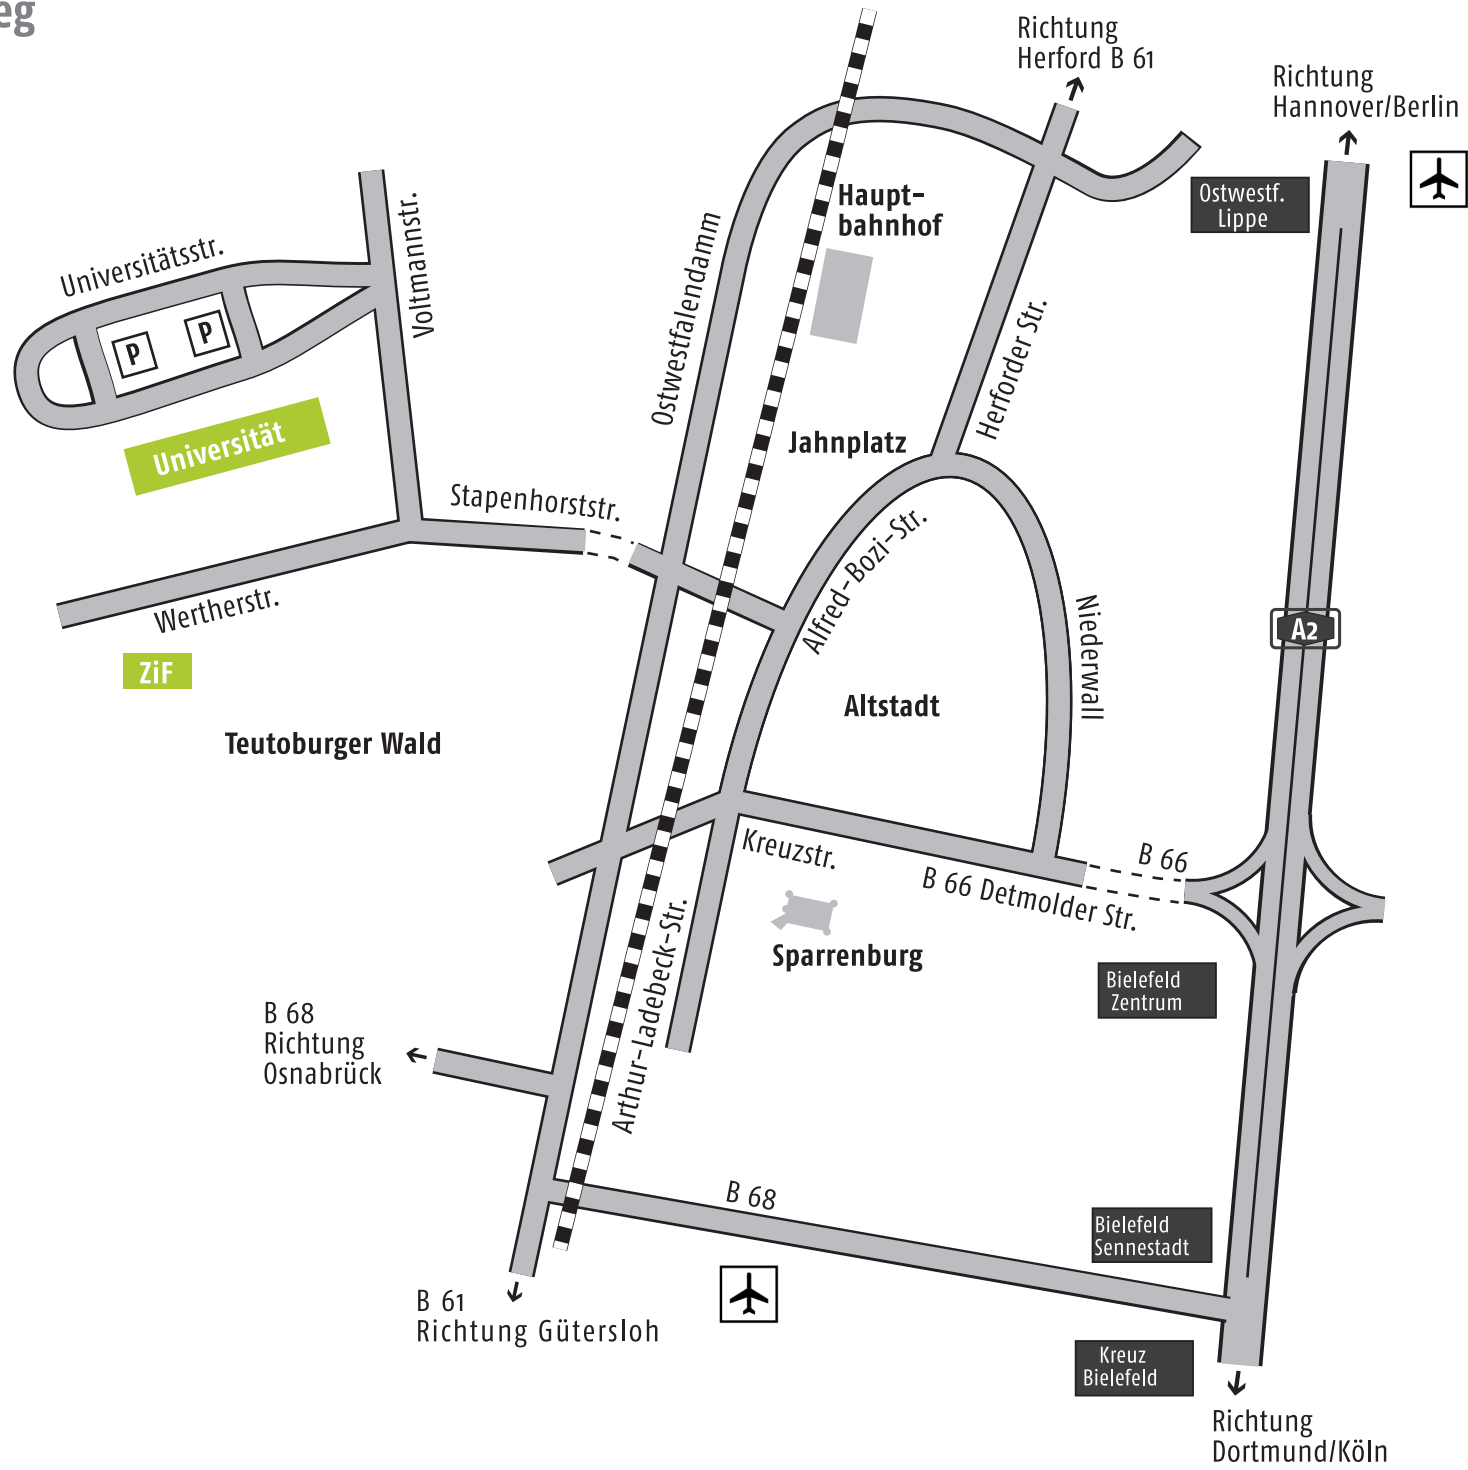 eg
Richtung
Herford B 61
Richtung
Hannover/Berlin
Ostwestf.
Lippe
Haupt-
bahnhof
Universitätsstr.
Voltmannstr.
Ostwestfalendamm
P
P
Herforder Str.
Universität
Jahnplatz
Stapenhorststr.
Alfred-Bozi-Str.
Wertherstr.
Niederwall
A2
ZiF
Altstadt
Teutoburger Wald
Kreuzstr.
B 66
B 66 Detmolder Str.
Sparrenburg
Arthur-Ladebeck-Str.
Bielefeld
Zentrum
B 68
Richtung
Osnabrück
B 68
Bielefeld
Sennestadt
B 61
Richtung Gütersloh
Kreuz
Bielefeld
Richtung
Dortmund/Köln